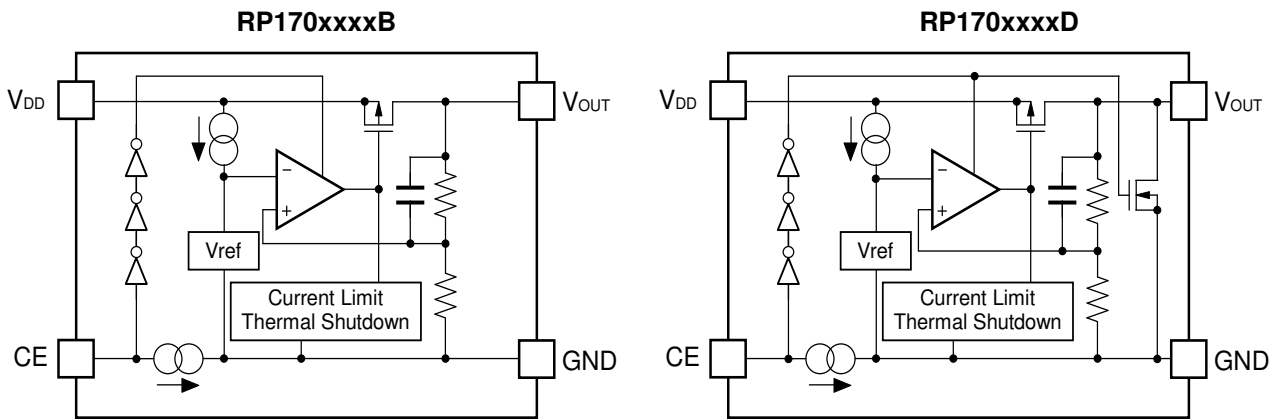 RP170xxxxB
VDD
VOUT
−
+
Vref
Current Limit
Thermal Shutdown
CE
GND
RP170xxxxD
VDD
VOUT
−
+
Vref
Current Limit
Thermal Shutdown
CE
GND